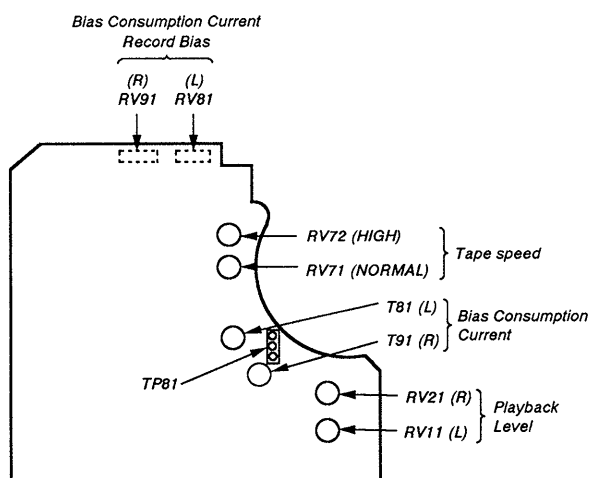 Bias Consumption Current
Record Bias
(R) (L)
RV91 RV81
RV72 (HIGH)
RV71 (NORMAL)
Tape speed
T81 (L)
T91 (R)
Bias Consumption
Current
TP81
RV21 (R)
RV11 (L)
Playback
Level